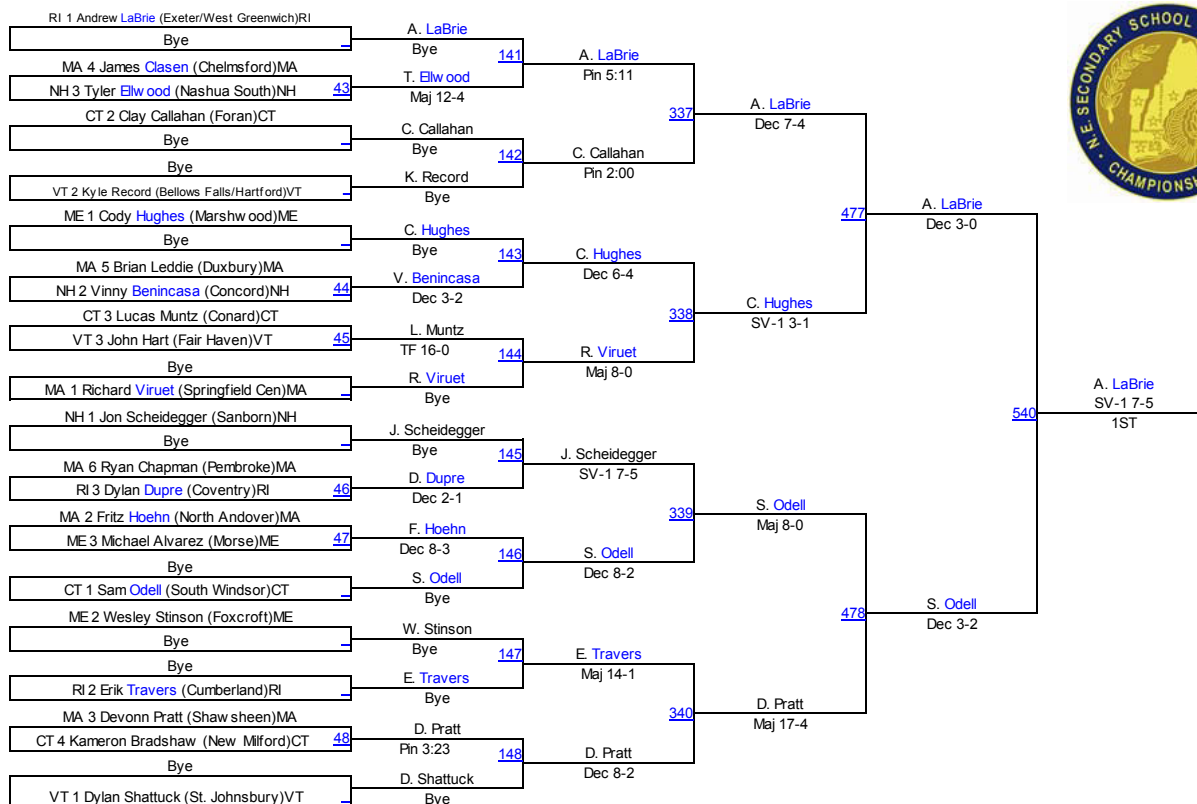 RI 1 Andrew LaBrie (Exeter/West Greenwich)RI
Bye
MA 4 James Clasen (Chelmsford)MA
NH 3 Tyler Ellwood (Nashua South)NH 43
CT 2 Clay Callahan (Foran)CT
Bye
Bye
VT 2 Kyle Record (Bellows Falls/Hartford)VT
ME 1 Cody Hughes (Marshwood)ME
Bye
MA 5 Brian Leddie (Duxbury)MA
NH 2 Vinny Benincasa (Concord)NH 44
CT 3 Lucas Muntz (Conard)CT
VT 3 John Hart (Fair Haven)VT 45
Bye
MA 1 Richard Viruet (Springfield Cen)MA
NH 1 Jon Scheidegger (Sanborn)NH
Bye
MA 6 Ryan Chapman (Pembroke)MA
RI 3 Dylan Dupre (Coventry)RI 46
MA 2 Fritz Hoehn (North Andover)MA
ME 3 Michael Alvarez (Morse)ME 47
Bye
CT 1 Sam Odell (South Windsor)CT
ME 2 Wesley Stinson (Foxcroft)ME
Bye
Bye
RI 2 Erik Travers (Cumberland)RI
MA 3 Devonn Pratt (Shawsheen)MA
CT 4 Kameron Bradshaw (New Milford)CT 48
Bye
VT 1 Dylan Shattuck (St. Johnsbury)VT
A. LaBrie
Bye
141
T. Ellwood
Maj 12-4
C. Callahan
Bye
142
K. Record
Bye
C. Hughes
Bye
143
V. Benincasa
Dec 3-2
L. Muntz
TF 16-0
144
R. Viruet
Bye
J. Scheidegger
Bye
145
D. Dupre
Dec 2-1
F. Hoehn
Dec 8-3
146
S. Odell
Bye
W. Stinson
Bye
147
E. Travers
Bye
D. Pratt
Pin 3:23
148
D. Shattuck
Bye
A. LaBrie
Pin 5:11
337
C. Callahan
Pin 2:00
C. Hughes
Dec 6-4
338
R. Viruet
Maj 8-0
J. Scheidegger
SV-1 7-5
339
S. Odell
Dec 8-2
E. Travers
Maj 14-1
340
D. Pratt
Dec 8-2
A. LaBrie
Dec 7-4
477
C. Hughes
SV-1 3-1
S. Odell
Maj 8-0
478
D. Pratt
Maj 17-4
A. LaBrie
Dec 3-0
540
S. Odell
Dec 3-2
A. LaBrie
SV-1 7-5
1ST
N.E. SECONDARY SCHOOL
CHAMPIONSH